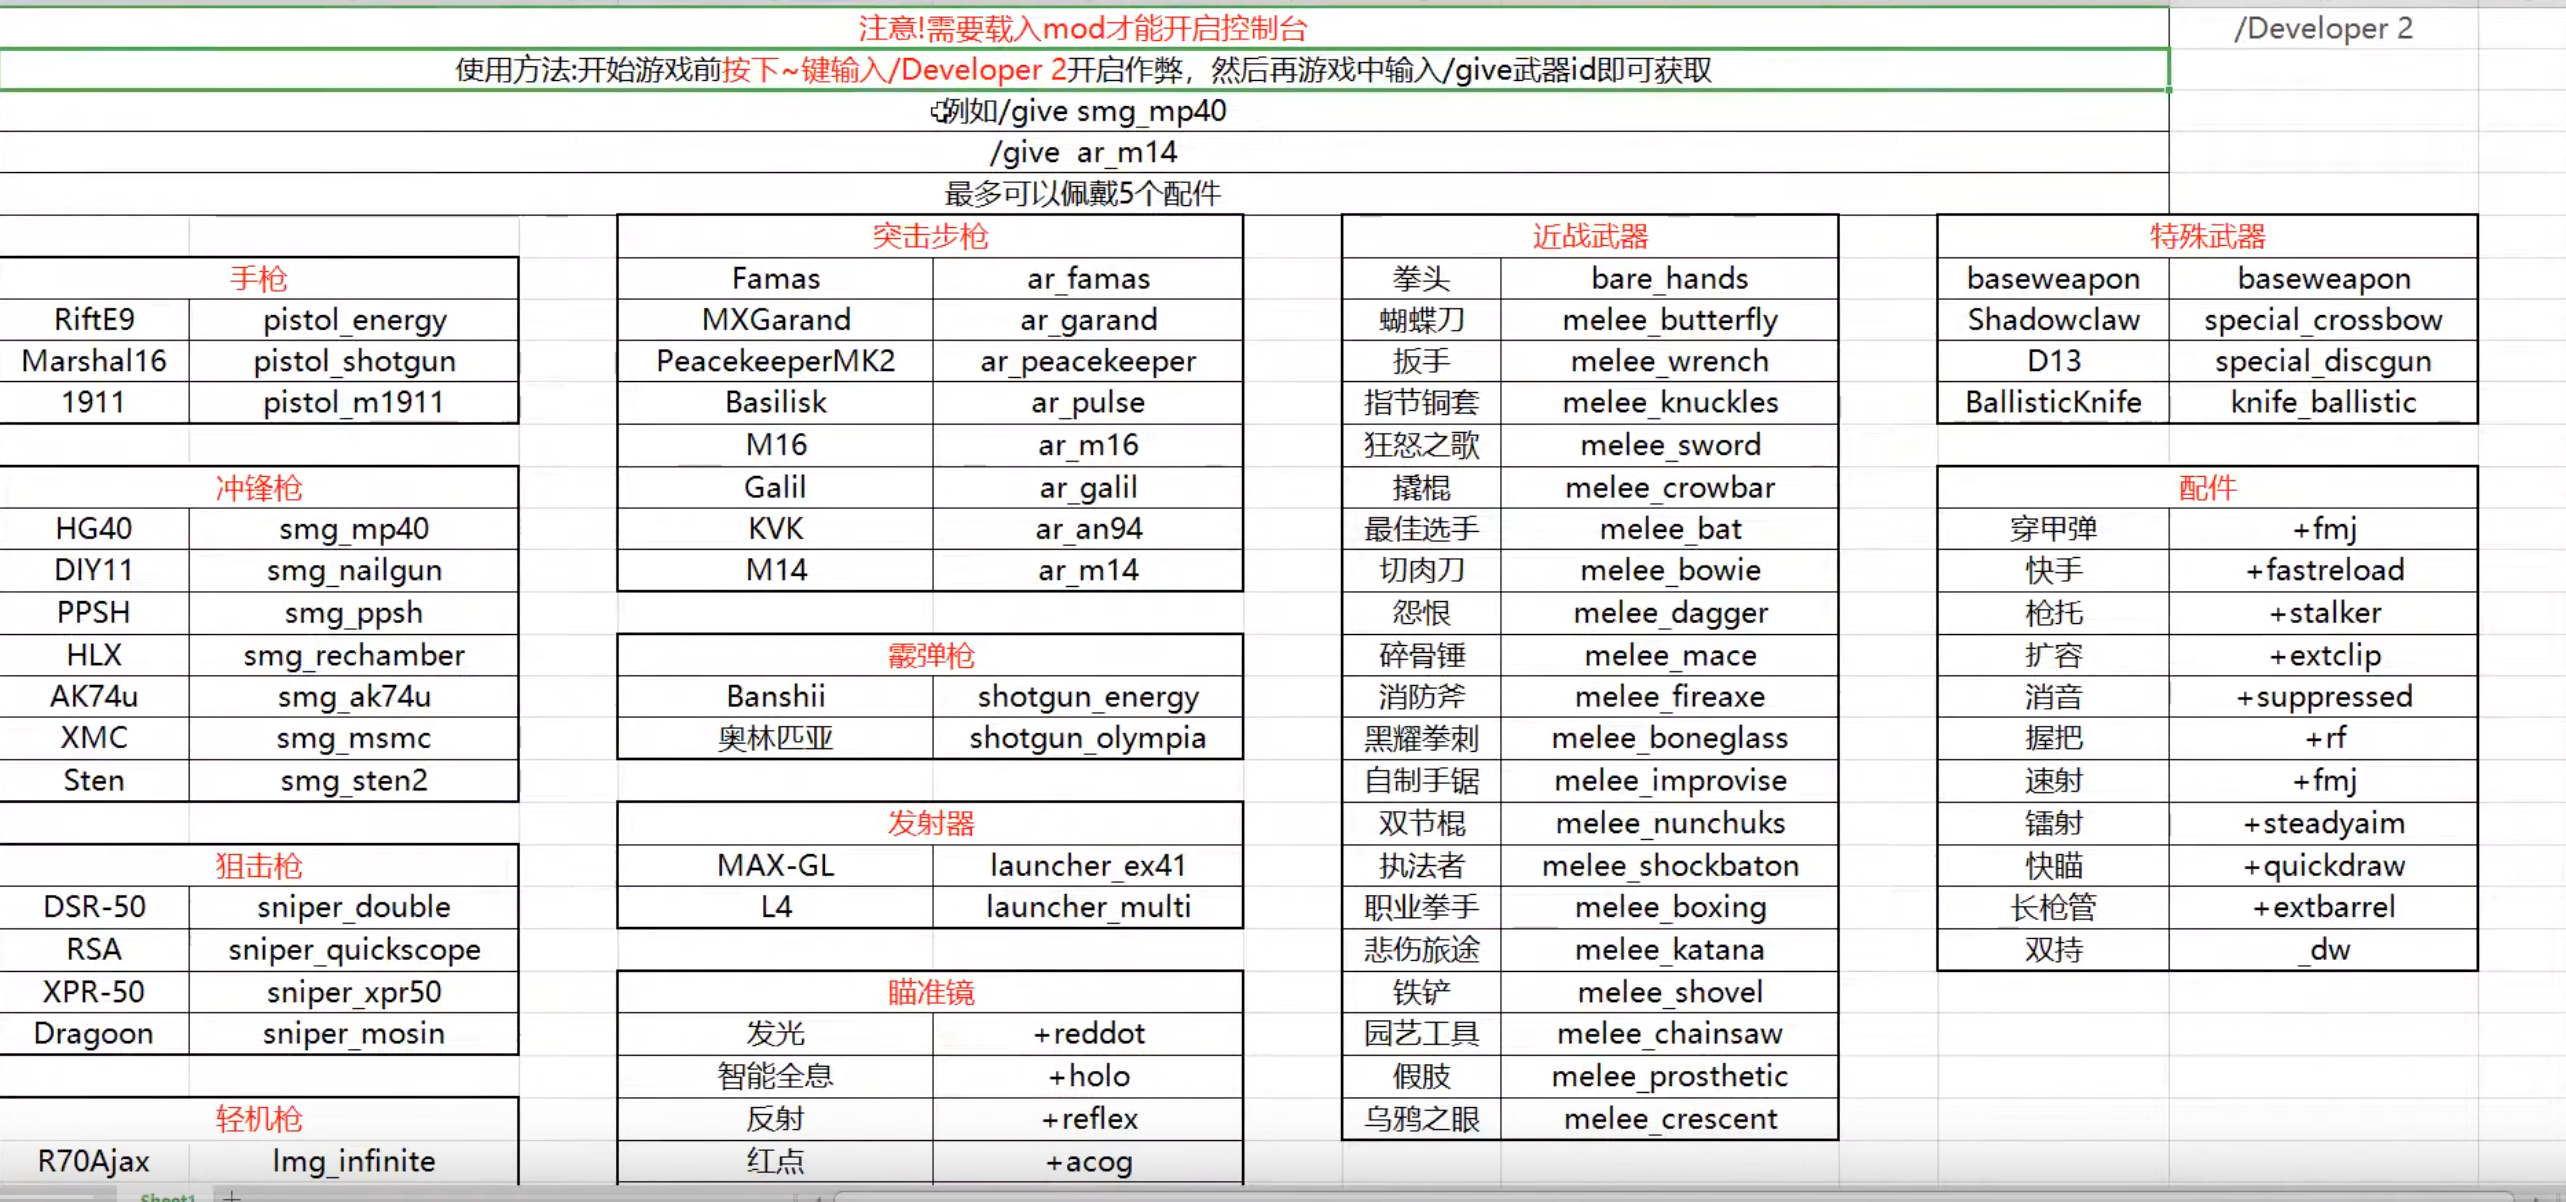 注意!需要载入mod才能开启控制台
/Developer 2
使用方法:开始游戏前按下~键输入/Developer 2开启作弊，然后再游戏中输入/give武器id即可获取
例如/give smg_mp40
/give ar_m14
最多可以佩戴5个配件
手枪
RiftE9 pistol_energy
Marshal16 pistol_shotgun
1911 pistol_m1911
冲锋枪
HG40 smg_mp40
DIY11 smg_nailgun
PPSH smg_ppsh
HLX smg_rechamber
AK74u smg_ak74u
XMC smg_msmc
Sten smg_sten2
狙击枪
DSR-50 sniper_double
RSA sniper_quickscope
XPR-50 sniper_xpr50
Dragoon sniper_mosin
轻机枪
R70Ajax lmg_infinite
突击步枪
Famas ar_famas
MXGarand ar_garand
PeacekeeperMK2 ar_peacekeeper
Basilisk ar_pulse
M16 ar_m16
Galil ar_galil
KVK ar_an94
M14 ar_m14
霰弹枪
Banshii shotgun_energy
奥林匹亚 shotgun_olympia
发射器
MAX-GL launcher_ex41
L4 launcher_multi
瞄准镜
发光 +reddot
智能全息 +holo
反射 +reflex
红点 +acog
近战武器
拳头 bare_hands
蝴蝶刀 melee_butterfly
扳手 melee_wrench
指节铜套 melee_knuckles
狂怒之歌 melee_sword
撬棍 melee_crowbar
最佳选手 melee_bat
切肉刀 melee_bowie
怨恨 melee_dagger
碎骨锤 melee_mace
消防斧 melee_fireaxe
黑耀拳刺 melee_boneglass
自制手锯 melee_improvise
双节棍 melee_nunchuks
执法者 melee_shockbaton
职业拳手 melee_boxing
悲伤旅途 melee_katana
铁铲 melee_shovel
园艺工具 melee_chainsaw
假肢 melee_prosthetic
乌鸦之眼 melee_crescent
特殊武器
baseweapon baseweapon
Shadowclaw special_crossbow
D13 special_discgun
BallisticKnife knife_ballistic
配件
穿甲弹 +fmj
快手 +fastreload
枪托 +stalker
扩容 +extclip
消音 +suppressed
握把 +rf
速射 +fmj
镭射 +steadyaim
快瞄 +quickdraw
长枪管 +extbarrel
双持 _dw
Sheet1